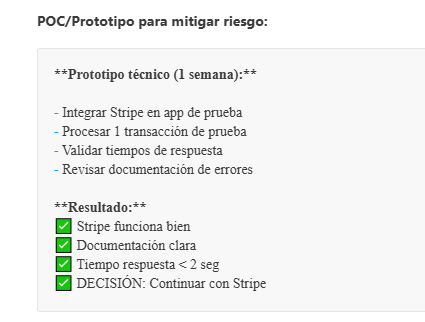 POC/Prototipo para mitigar riesgo:
**Prototipo técnico (1 semana):**
- Integrar Stripe en app de prueba
- Procesar 1 transacción de prueba
- Validar tiempos de respuesta
- Revisar documentación de errores
**Resultado:**
✅ Stripe funciona bien
✅ Documentación clara
✅ Tiempo respuesta < 2 seg
✅ DECISIÓN: Continuar con Stripe